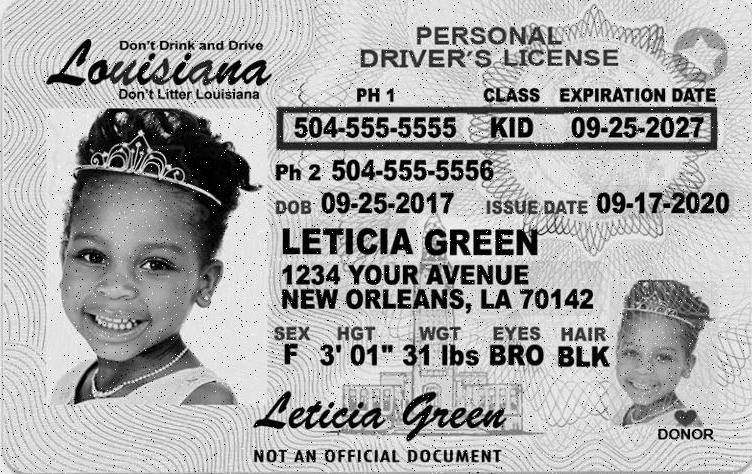 Don't Drink and Drive
Louisiana
Don't Litter Louisiana
PERSONAL
DRIVER'S LICENSE
PH 1 CLASS EXPIRATION DATE
504-555-5555 KID 09-25-2027
Ph 2 504-555-5556
DOB 09-25-2017 ISSUE DATE 09-17-2020
LETICIA GREEN
1234 YOUR AVENUE
NEW ORLEANS, LA 70142
SEX HGT WGT EYES HAIR
F 3' 01" 31 lbs BRO BLK
Leticia Green
DONOR
NOT AN OFFICIAL DOCUMENT